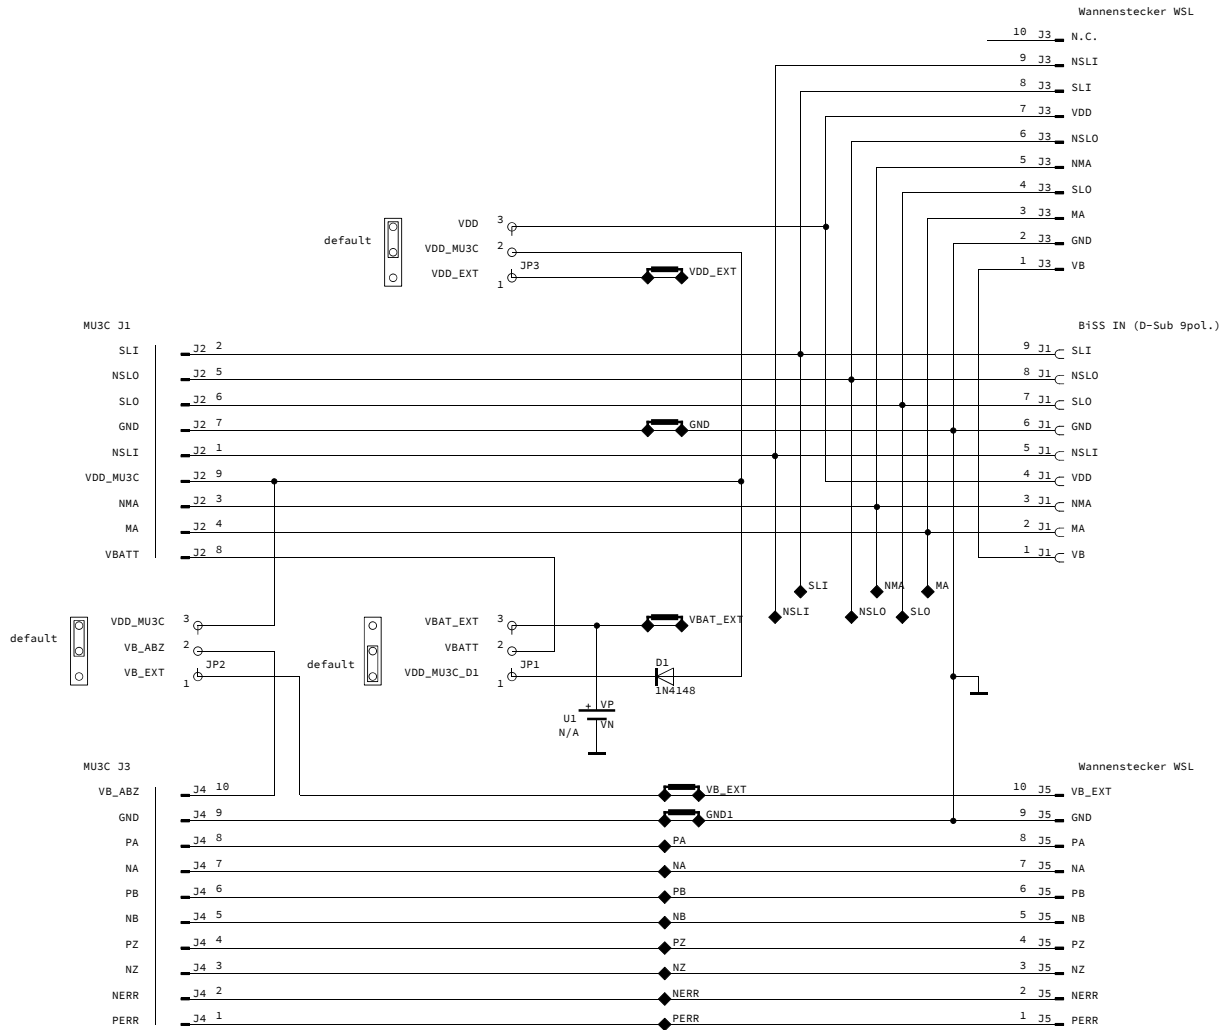 Wannenstecker WSL
10 J3 N.C.
9 J3 NSLI
8 J3 SLI
7 J3 VDD
6 J3 NSLO
5 J3 NMA
4 J3 SLO
3 J3 MA
2 J3 GND
1 J3 VB
default
VDD 3
VDD_MU3C 2
VDD_EXT 1 JP3
VDD_EXT
MU3C J1
BiSS IN (D-Sub 9pol.)
SLI J2 2
9 J1 SLI
NSLO J2 5
8 J1 NSLO
SLO J2 6
7 J1 SLO
GND J2 7
GND
6 J1 GND
NSLI J2 1
5 J1 NSLI
VDD_MU3C J2 9
4 J1 VDD
NMA J2 3
3 J1 NMA
MA J2 4
2 J1 MA
VBATT J2 8
1 J1 VB
SLI
NMA
MA
NSLI
NSLO
SLO
default
VDD_MU3C 3
VB_ABZ 2
VB_EXT 1 JP2
default
VBAT_EXT 3
VBATT 2
VDD_MU3C_D1 1 JP1
VBAT_EXT
D1
1N4148
+ VP
U1 VN
N/A
MU3C J3
Wannenstecker WSL
VB_ABZ J4 10
VB_EXT
10 J5 VB_EXT
GND J4 9
GND1
9 J5 GND
PA J4 8
PA
8 J5 PA
NA J4 7
NA
7 J5 NA
PB J4 6
PB
6 J5 PB
NB J4 5
NB
5 J5 NB
PZ J4 4
PZ
4 J5 PZ
NZ J4 3
NZ
3 J5 NZ
NERR J4 2
NERR
2 J5 NERR
PERR J4 1
PERR
1 J5 PERR